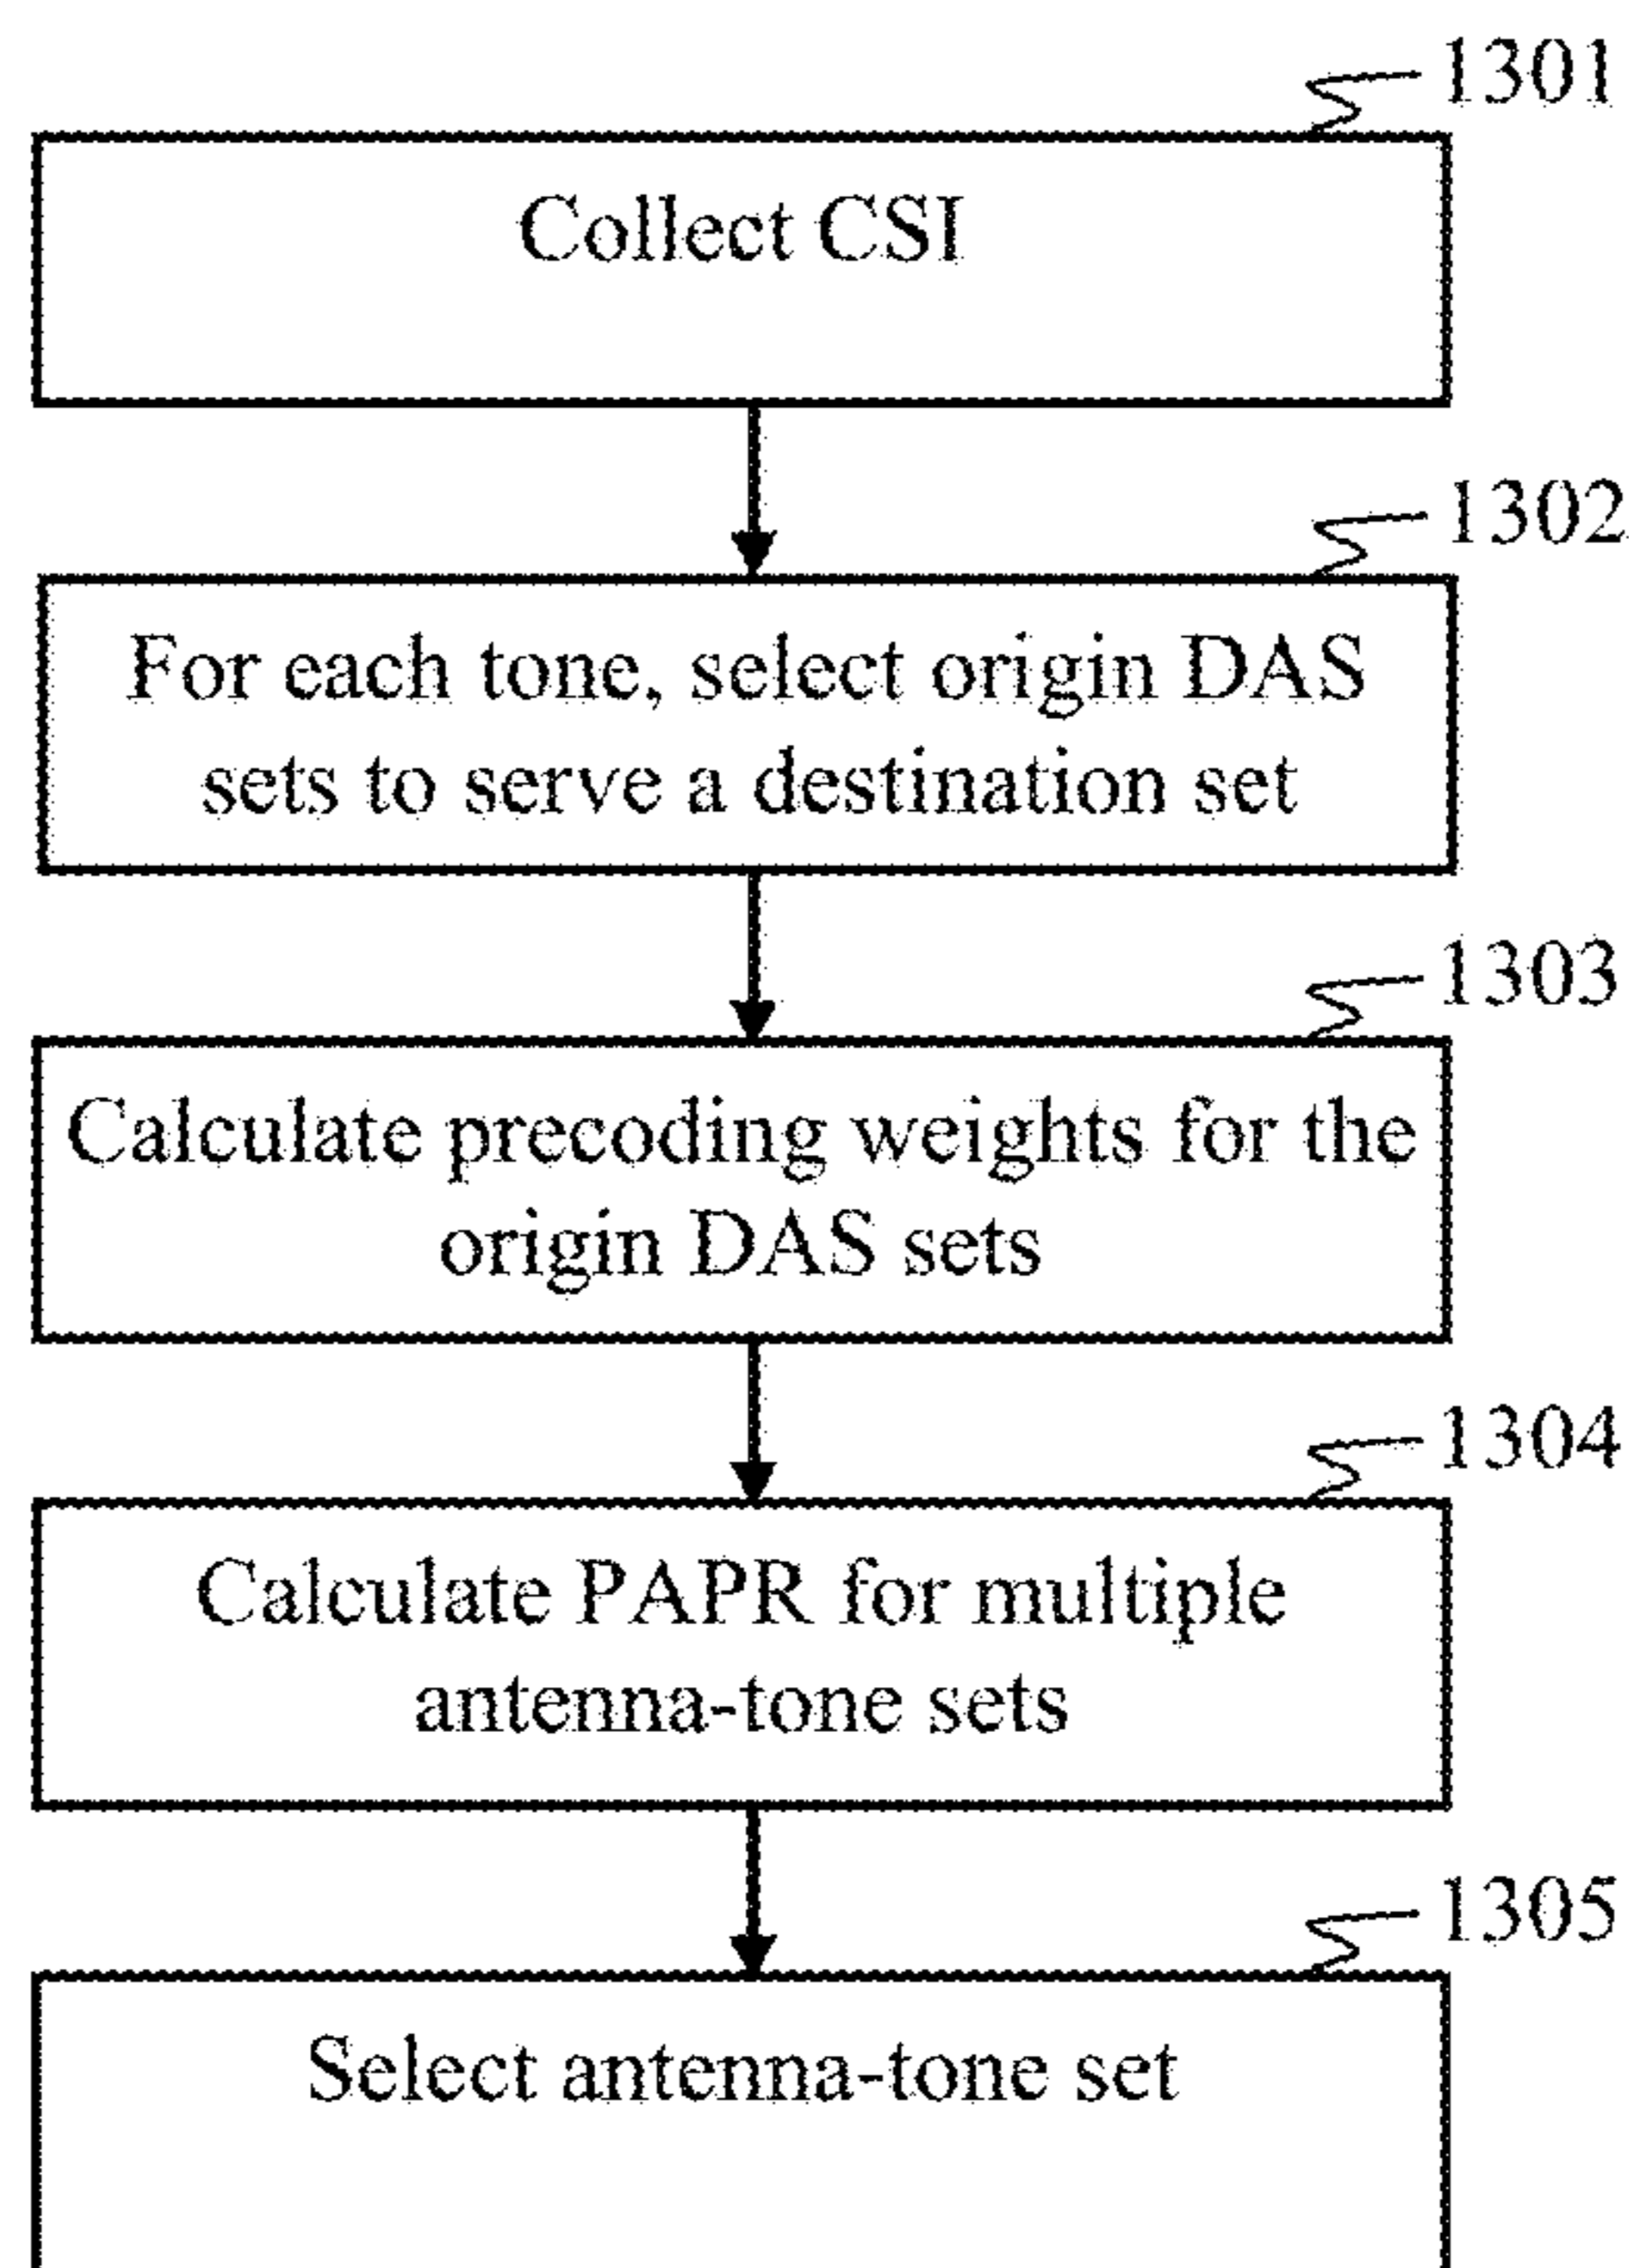 1301
Collect CSI
1302
For each tone, select origin DAS
sets to serve a destination set
1303
Calculate precoding weights for the
origin DAS sets
1304
Calculate PAPR for multiple
antenna-tone sets
1305
Select antenna-tone set